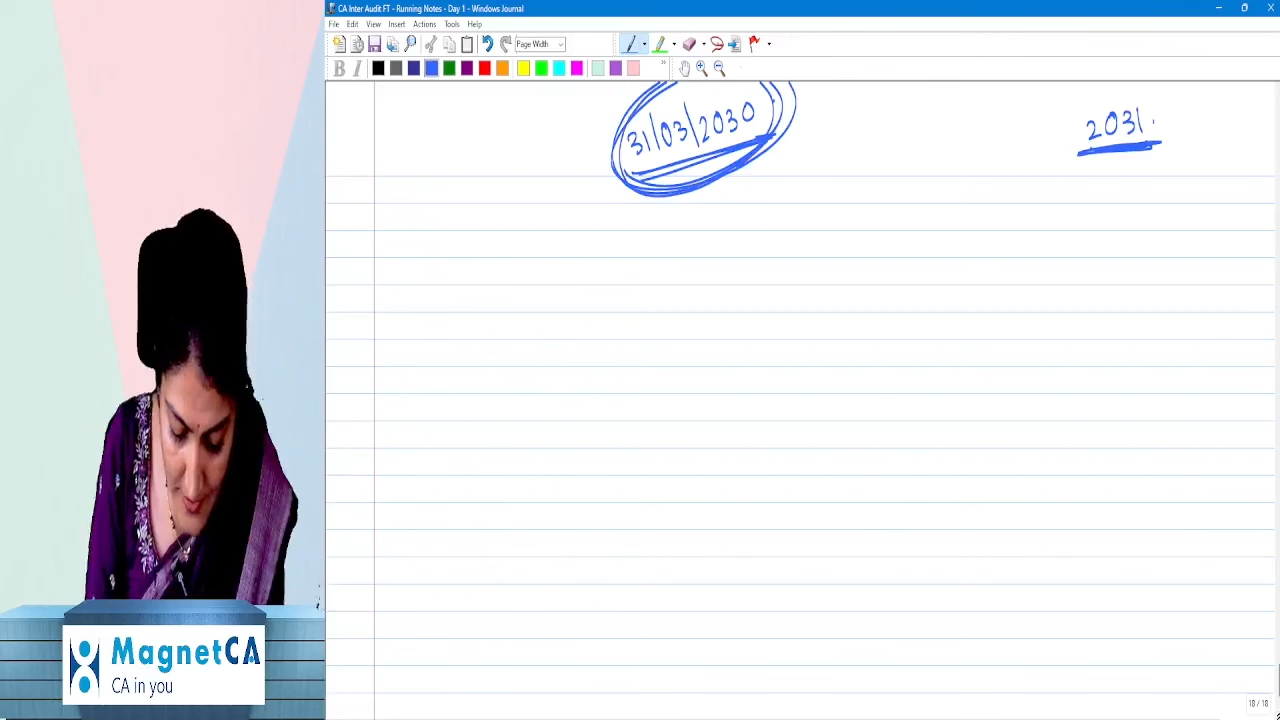 CA Inter Audit FT - Running Notes - Day 1 - Windows Journal
File Edit View Insert Actions Tools Help
Page Width
B I
31/03/2030
2031.
MagnetCA
CA in you
18 / 18